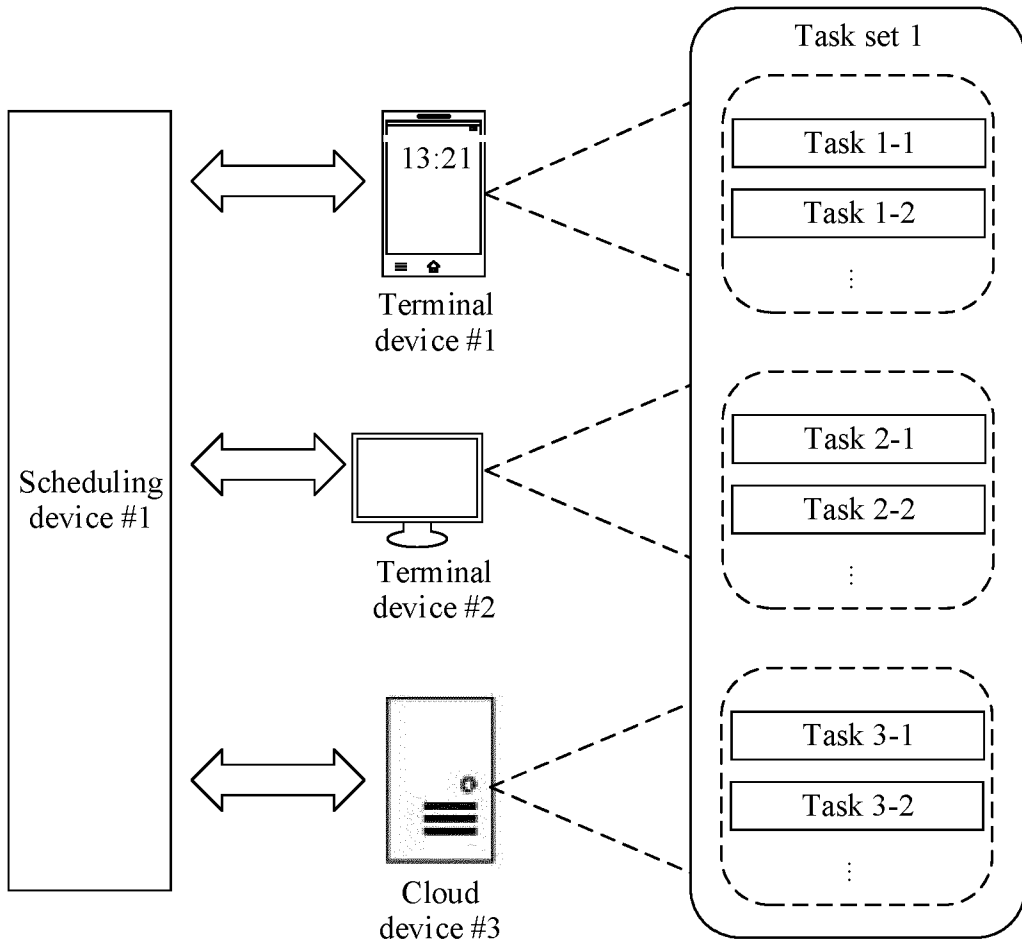 Scheduling
device #1
13:21
Terminal
device #1
Terminal
device #2
Cloud
device #3
Task set 1
Task 1-1
Task 1-2
⋮
Task 2-1
Task 2-2
⋮
Task 3-1
Task 3-2
⋮